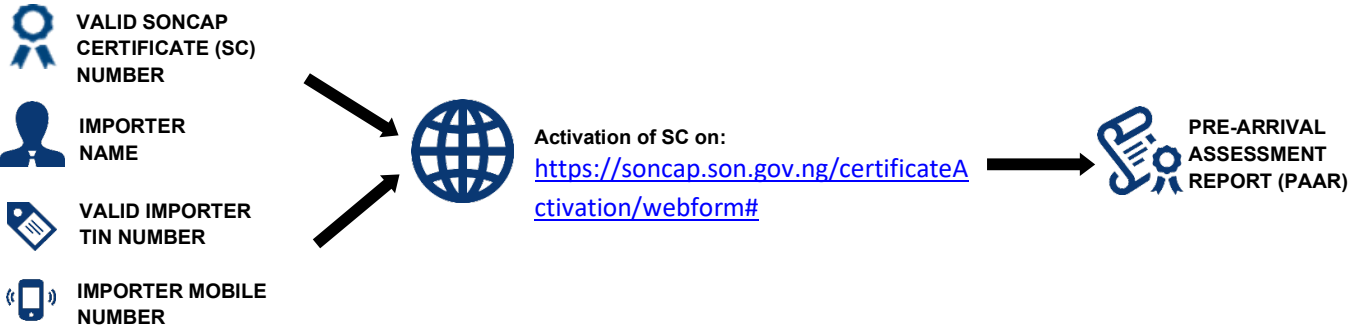 VALID SONCAP
CERTIFICATE (SC)
NUMBER
IMPORTER
NAME
VALID IMPORTER
TIN NUMBER
IMPORTER MOBILE
NUMBER
Activation of SC on:
https://soncap.son.gov.ng/certificateA
ctivation/webform#
PRE-ARRIVAL
ASSESSMENT
REPORT (PAAR)